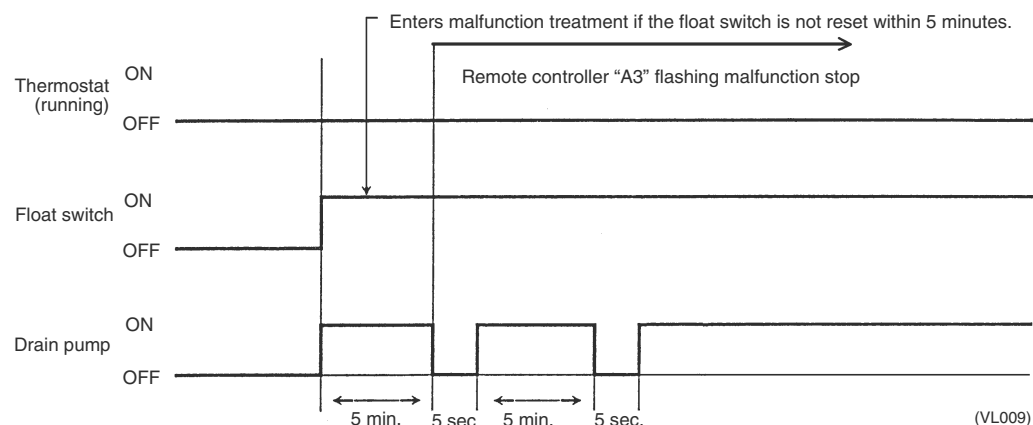 Enters malfunction treatment if the float switch is not reset within 5 minutes.
Remote controller “A3” flashing malfunction stop
Thermostat
(running)
ON
OFF
Float switch
ON
OFF
Drain pump
ON
OFF
5 min.
5 sec
5 min.
5 sec.
(VL009)